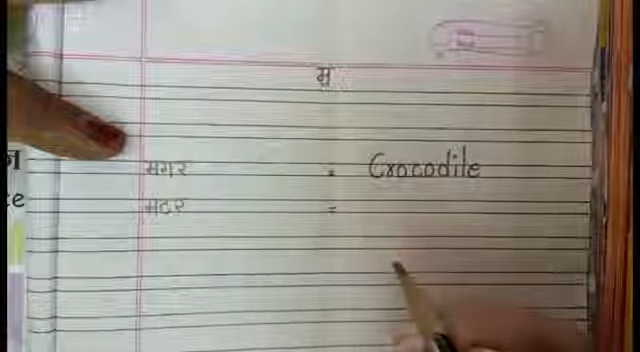 म
मगर = Crocodile
मटर =